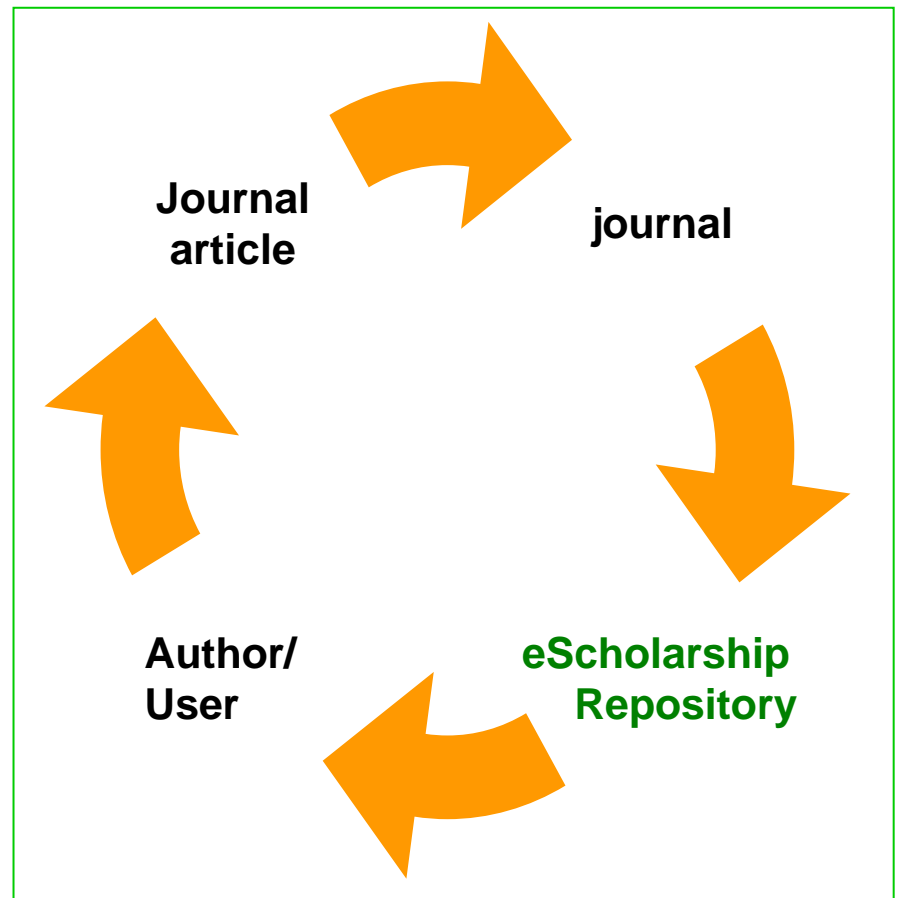 Journal
article
journal
Author/
User
eScholarship
Repository